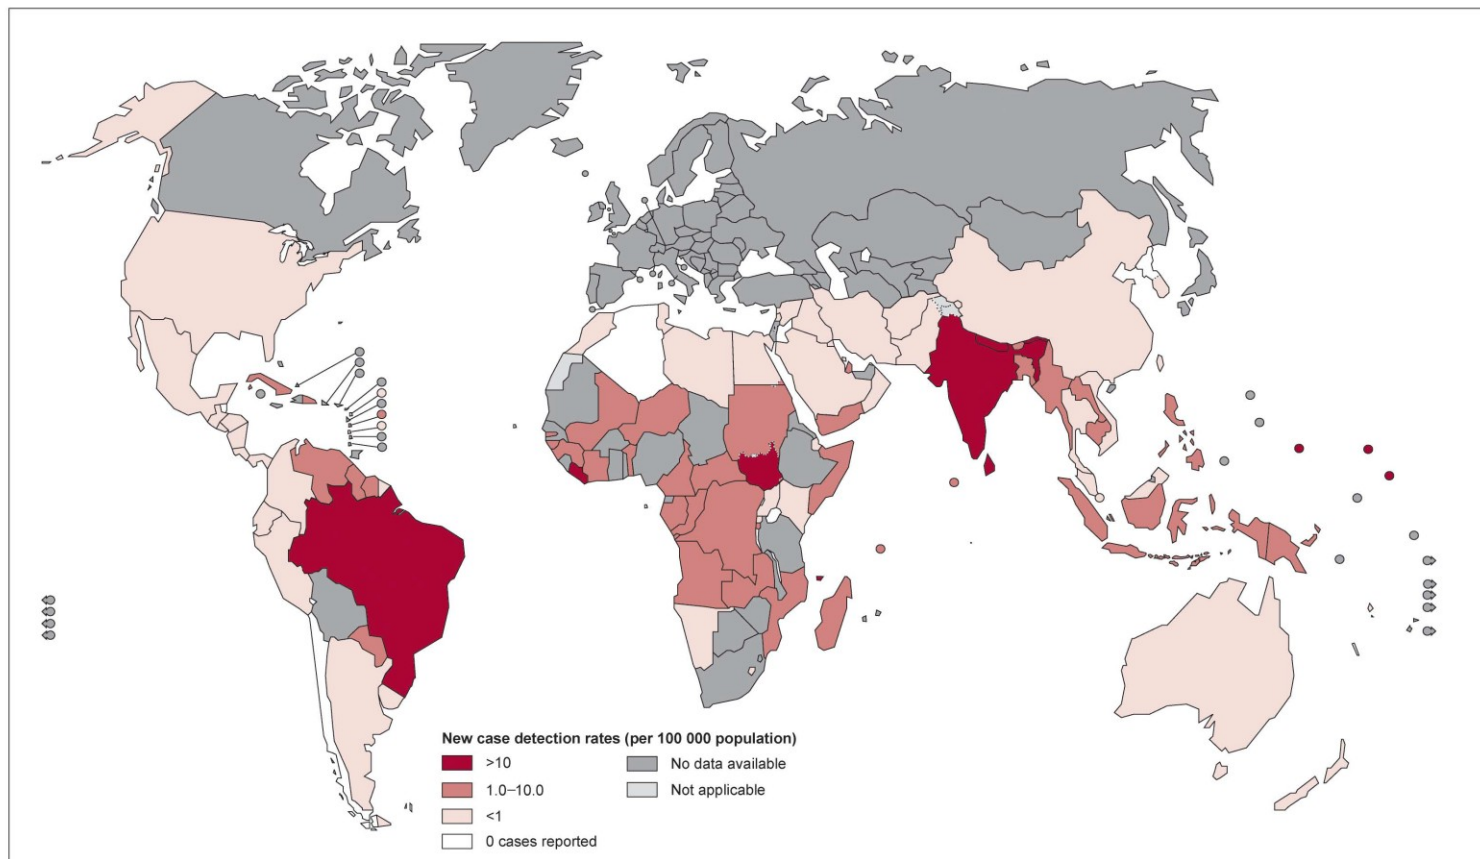 New case detection rates (per 100 000 population)
>10
1.0–10.0
<1
0 cases reported
No data available
Not applicable